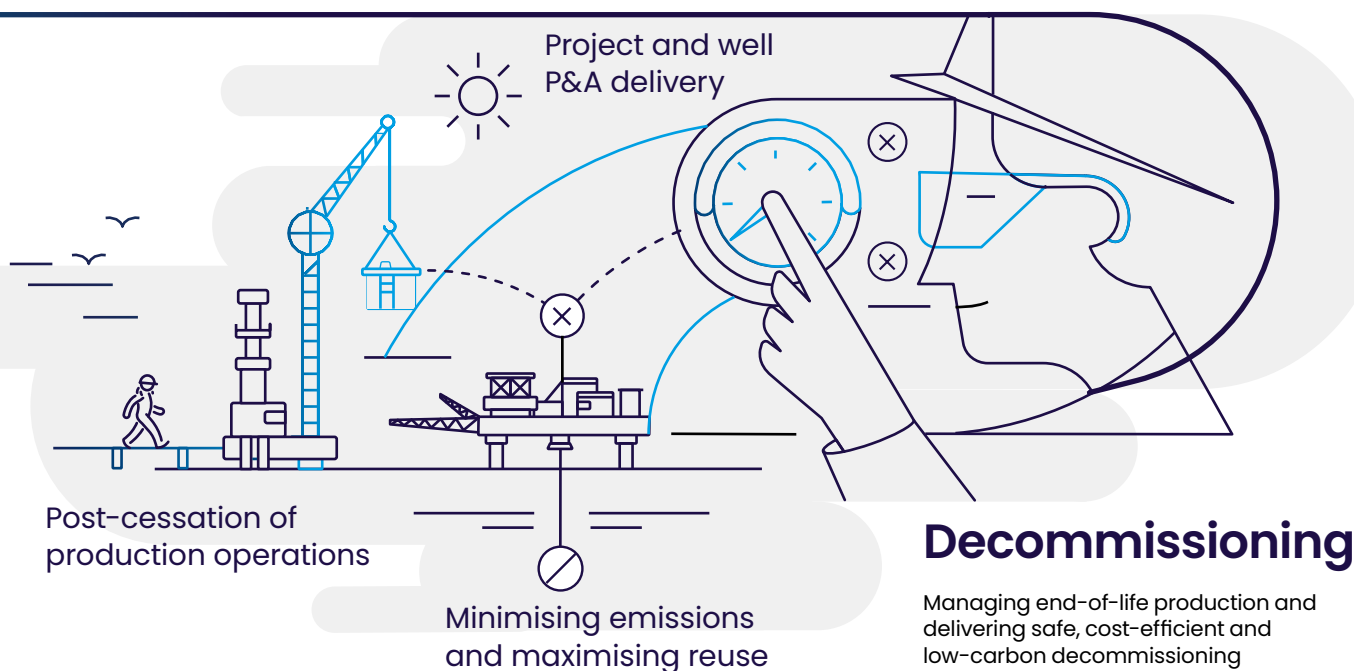 Project and well
P&A delivery
Post-cessation of
production operations
Minimising emissions
and maximising reuse
Decommissioning
Managing end-of-life production and
delivering safe, cost-efficient and
low-carbon decommissioning